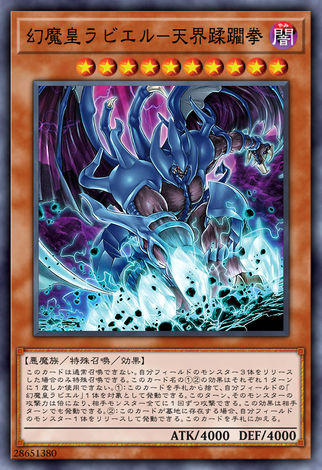 幻魔皇ラビエル－天界蹂躙拳
闇
やみ
【悪魔族／特殊召喚／効果】
このカードは通常召喚できない。自分フィールドのモンスター３体をリリース
した場合のみ特殊召喚できる。このカード名の①②の効果はそれぞれ１ターン
に１度しか使用できない。①：このカードを手札から捨て、自分フィールドの
「幻魔皇ラビエル」１体を対象として発動できる。このターン、そのモンスターの
攻撃力は倍になり、相手モンスター全てに１回ずつ攻撃できる。この効果は相手
ターンでも発動できる。②：このカードが墓地に存在する場合、自分フィールド
のモンスター１体をリリースして発動できる。このカードを手札に加える。
ATK/4000 DEF/4000
28651380